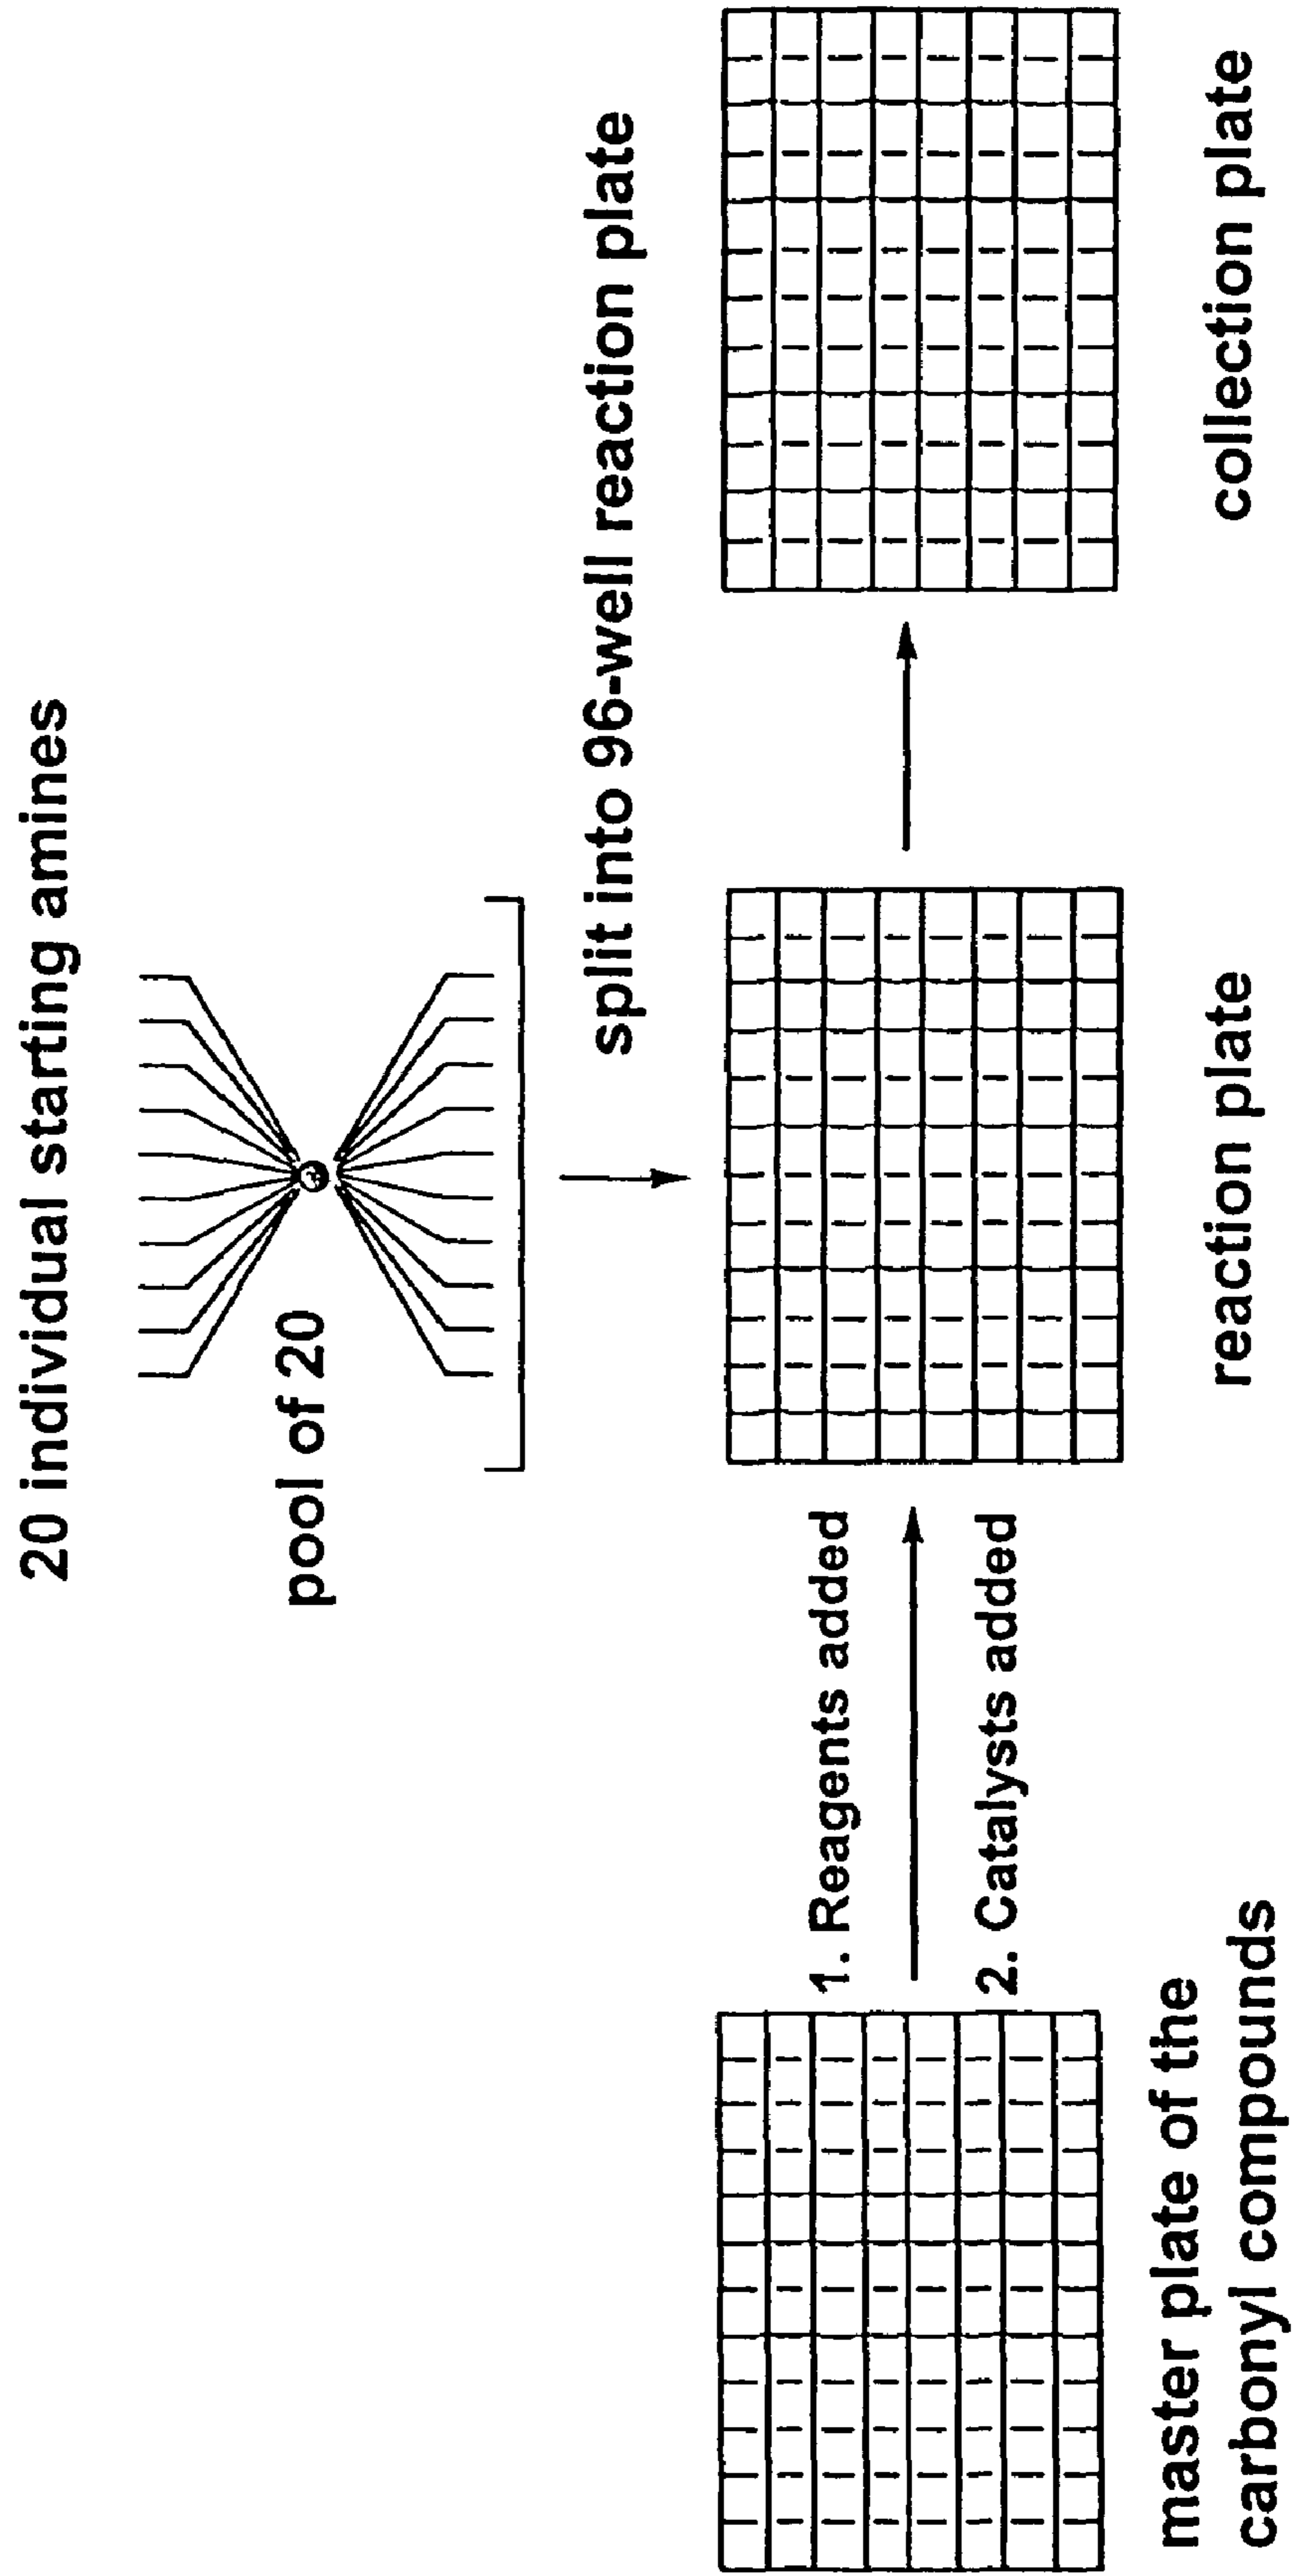 20 individual starting amines
pool of 20
split into 96-well reaction plate
1. Reagents added
2. Catalysts added
master plate of the
carbonyl compounds
reaction plate
collection plate